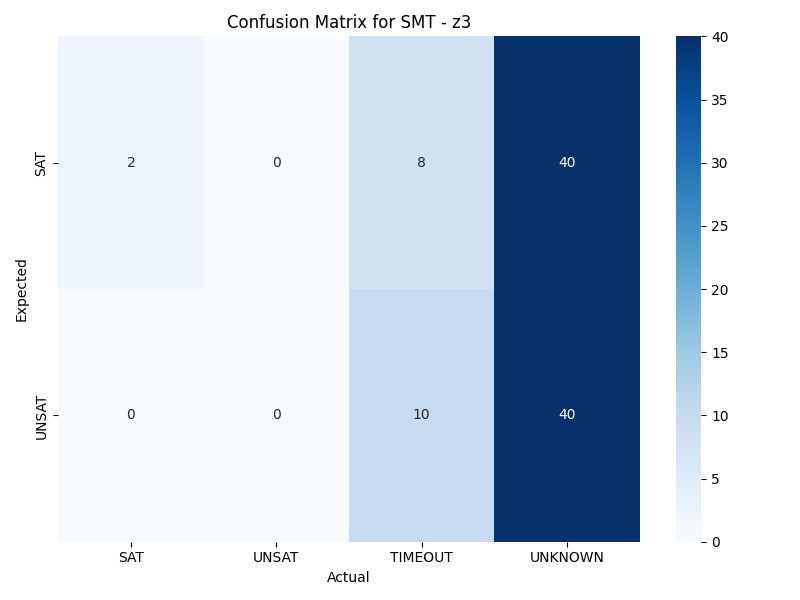 Confusion Matrix for SMT - z3
Expected
SAT
2
0
8
40
UNSAT
0
0
10
40
SAT
UNSAT
TIMEOUT
UNKNOWN
Actual
40
35
30
25
20
15
10
5
0